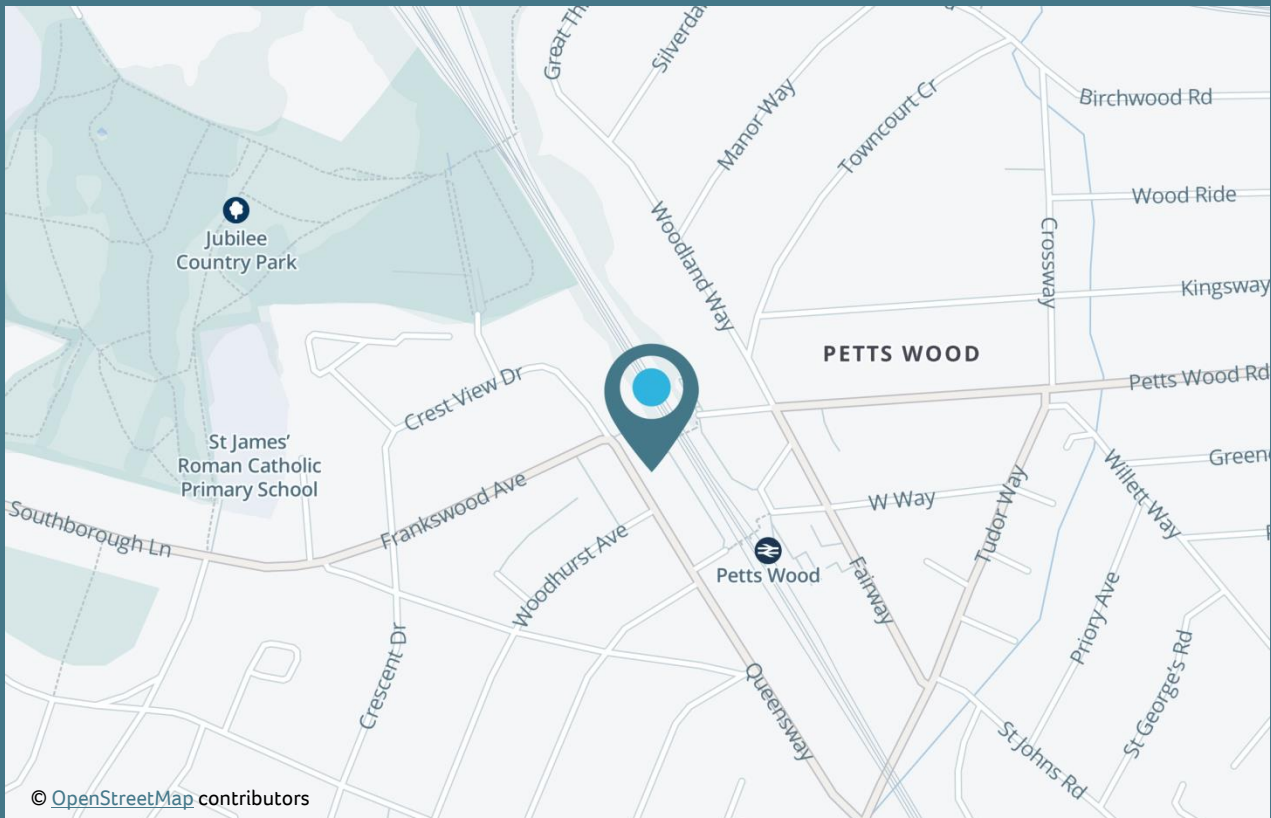 Great Thr
Silverda
Manor Way
Towncourt Cr
Birchwood Rd
Wood Ride
Jubilee
Country Park
Woodland Way
Crossway
Kingsway
PETTS WOOD
Petts Wood Rd
Crest View Dr
St James'
Roman Catholic
Primary School
Greenc
Willett Way
Frankswood Ave
W Way
Southborough Ln
Tudor Way
Woodhurst Ave
Petts Wood
Fairway
Priory Ave
Crescent Dr
St George's Rd
Queensway
St Johns Rd
© OpenStreetMap contributors